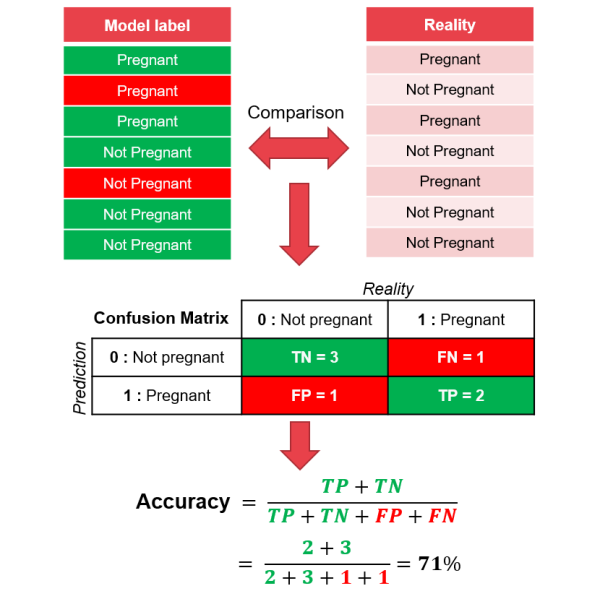 Model label Reality
Pregnant Pregnant
Pregnant Not Pregnant
Pregnant Pregnant
Not Pregnant Not Pregnant
Not Pregnant Pregnant
Not Pregnant Not Pregnant
Not Pregnant Not Pregnant
Comparison
Reality
Confusion Matrix 0 : Not pregnant 1 : Pregnant
Prediction
0 : Not pregnant TN = 3 FN = 1
1 : Pregnant FP = 1 TP = 2
TP + TN
Accuracy =
TP + TN + FP + FN
2 + 3
= = 71%
2 + 3 + 1 + 1